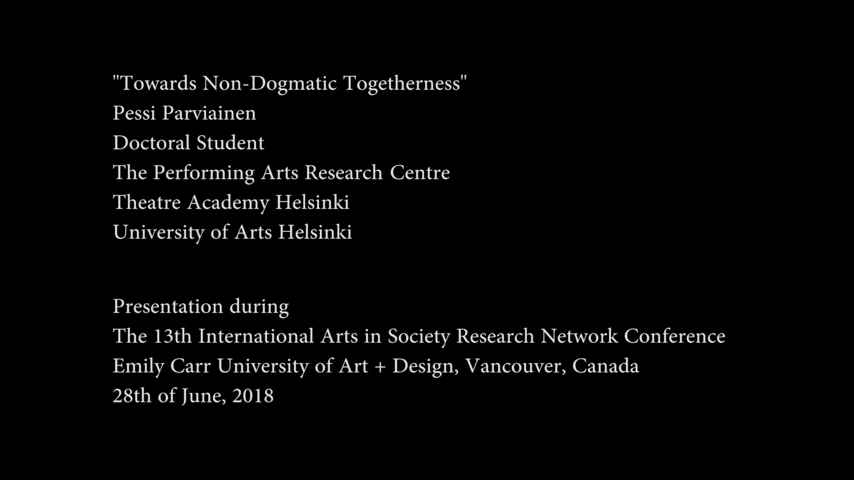 "Towards Non-Dogmatic Togetherness"
Pessi Parviainen
Doctoral Student
The Performing Arts Research Centre
Theatre Academy Helsinki
University of Arts Helsinki
Presentation during
The 13th International Arts in Society Research Network Conference
Emily Carr University of Art + Design, Vancouver, Canada
28th of June, 2018